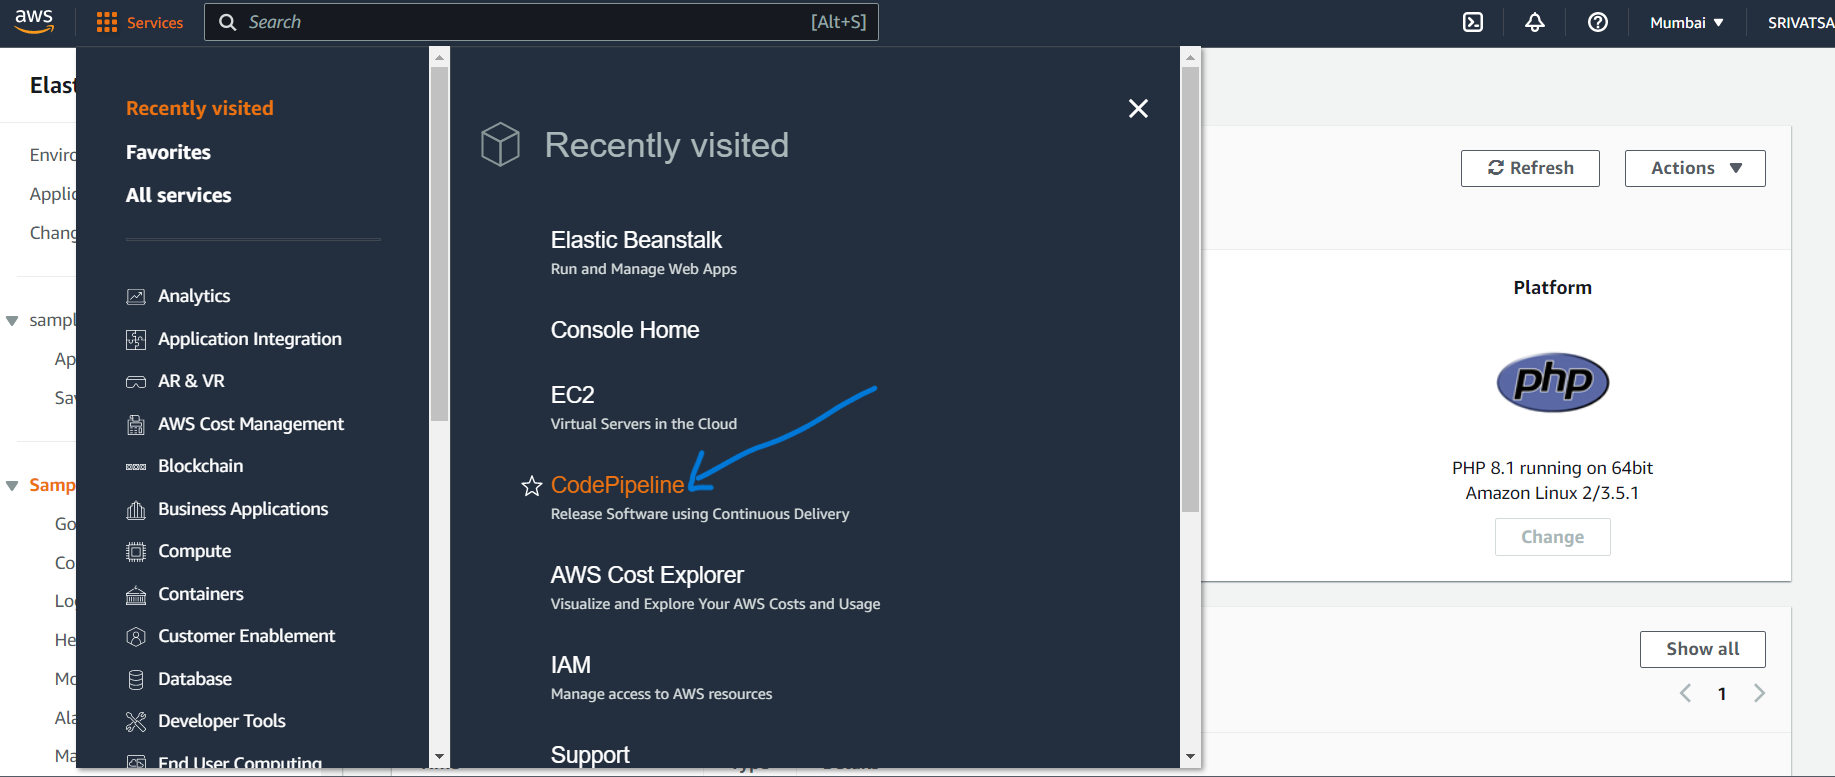 aws
Services
Search
[Alt+S]
Mumbai
SRIVATSA
Elast
Recently visited
Favorites
All services
Enviro
Applic
Chang
sampl
Ap
Sav
Samp
Go
Co
Log
He
Mo
Ala
Ma
Analytics
Application Integration
AR & VR
AWS Cost Management
Blockchain
Business Applications
Compute
Containers
Customer Enablement
Database
Developer Tools
End User Computing
Recently visited
Elastic Beanstalk
Run and Manage Web Apps
Console Home
EC2
Virtual Servers in the Cloud
CodePipeline
Release Software using Continuous Delivery
AWS Cost Explorer
Visualize and Explore Your AWS Costs and Usage
IAM
Manage access to AWS resources
Support
Refresh
Actions
Platform
php
PHP 8.1 running on 64bit
Amazon Linux 2/3.5.1
Change
Show all
1